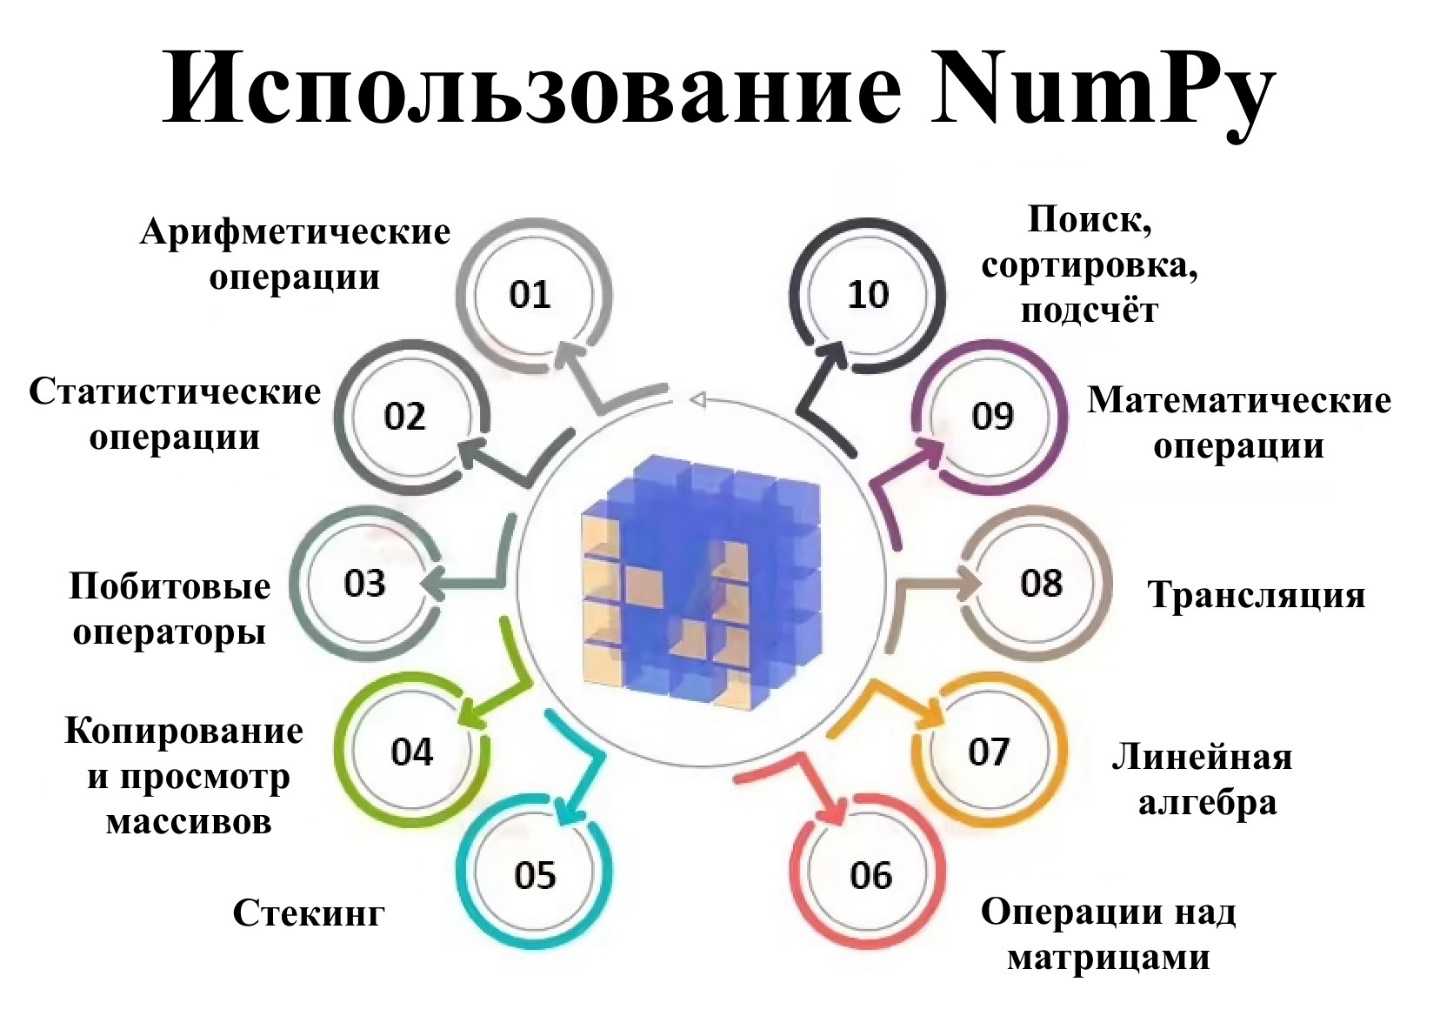 Использование NumPy
Арифметические
операции
01
Статистические
операции
02
Побитовые
операторы
03
Копирование
и просмотр
массивов
04
Стекинг
05
06
Операции над
матрицами
07
Линейная
алгебра
08
Трансляция
09
Математические
операции
10
Поиск,
сортировка,
подсчёт